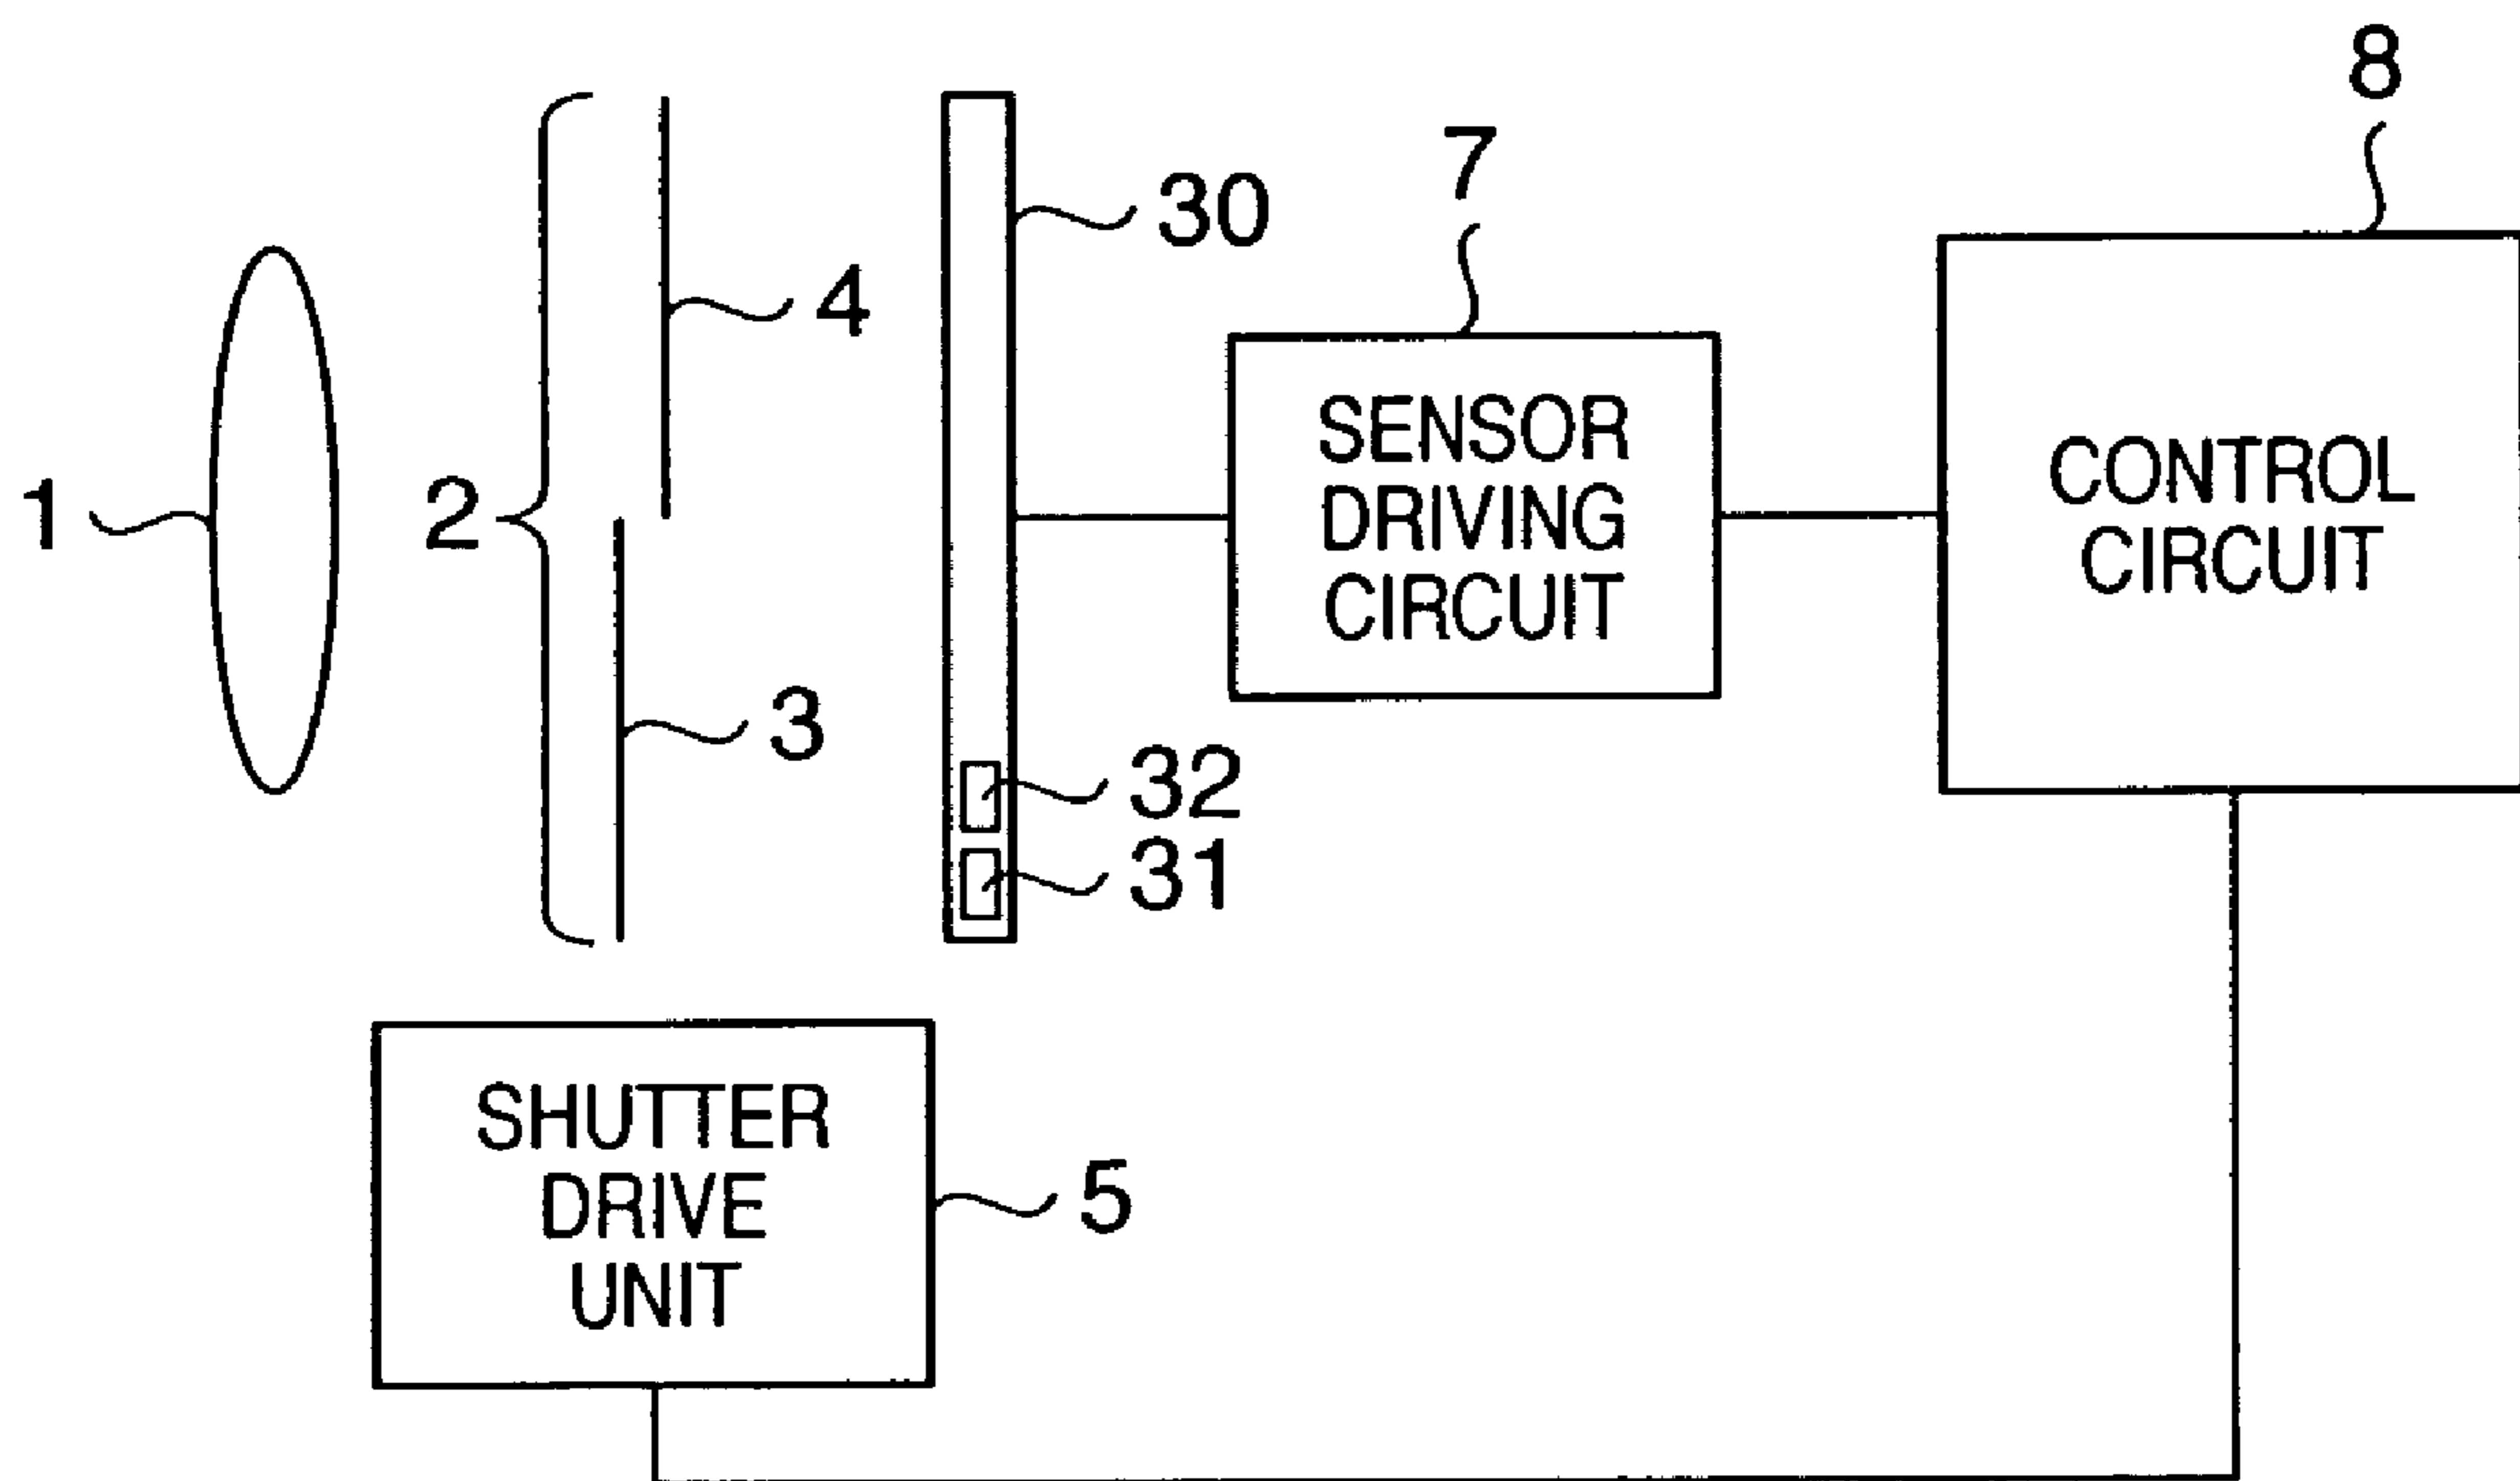 8
7
30
4
SENSOR
DRIVING
CIRCUIT
CONTROL
CIRCUIT
1
2
3
32
31
SHUTTER
DRIVE
UNIT
5